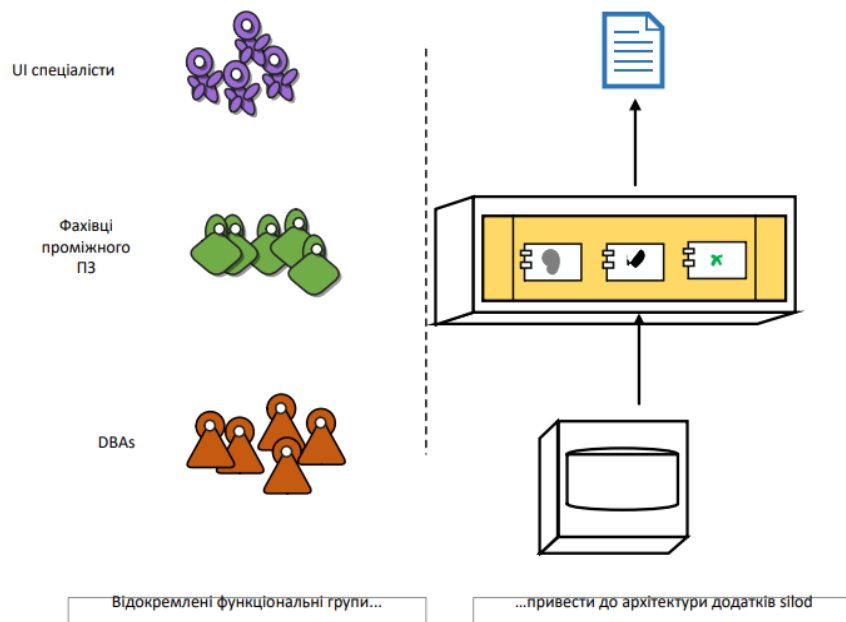 UI спеціалісти
Фахівці
проміжного
ПЗ
DBAs
Відокремлені функціональні групи...
...привести до архітектури додатків silod